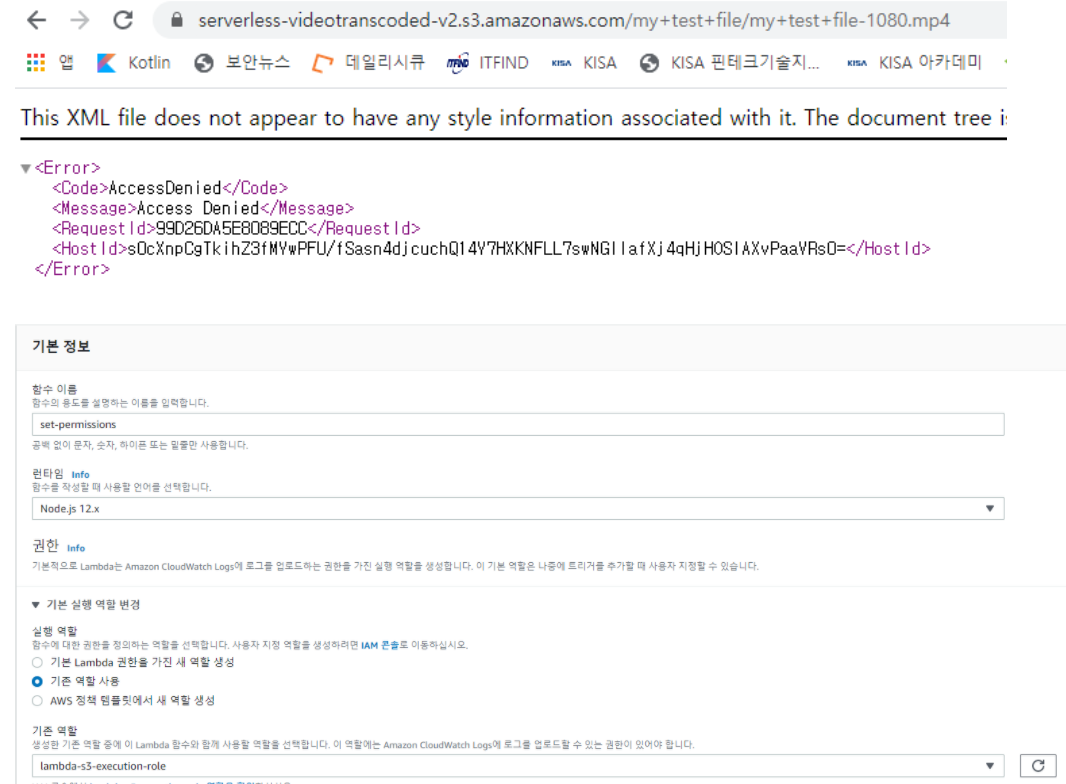 serverless-videotranscoded-v2.s3.amazonaws.com/my+test+file/my+test+file-1080.mp4
앱 Kotlin 보안뉴스 데일리시큐 ITFIND KISA KISA 핀테크기술지... KISA 아카데미
This XML file does not appear to have any style information associated with it. The document tree is
▼<Error>
<Code>AccessDenied</Code>
<Message>Access Denied</Message>
<RequestId>99D26DA5E8089ECC</RequestId>
<HostId>
</HostId>
</Error>
기본 정보
함수 이름
함수의 용도를 설명하는 이름을 입력합니다.
set-permissions
공백 없이 문자, 숫자, 하이픈 또는 밑줄만 사용합니다.
런타임 Info
함수를 작성할 때 사용할 언어를 선택합니다.
Node.js 12.x
권한 Info
기본적으로 Lambda는 Amazon CloudWatch Logs에 로그를 업로드하는 권한을 가진 실행 역할을 생성합니다. 이 기본 역할은 나중에 트리거를 추가할 때 사용자 지정할 수 있습니다.
▼ 기본 실행 역할 변경
실행 역할
함수에 대한 권한을 정의하는 역할을 선택합니다. 사용자 지정 역할을 생성하려면 IAM 콘솔로 이동하십시오.
기본 Lambda 권한을 가진 새 역할 생성
기존 역할 사용
AWS 정책 템플릿에서 새 역할 생성
기존 역할
생성한 기존 역할 중에 이 Lambda 함수와 함께 사용할 역할을 선택합니다. 이 역할에는 Amazon CloudWatch Logs에 로그를 업로드할 수 있는 권한이 있어야 합니다.
lambda-s3-execution-role